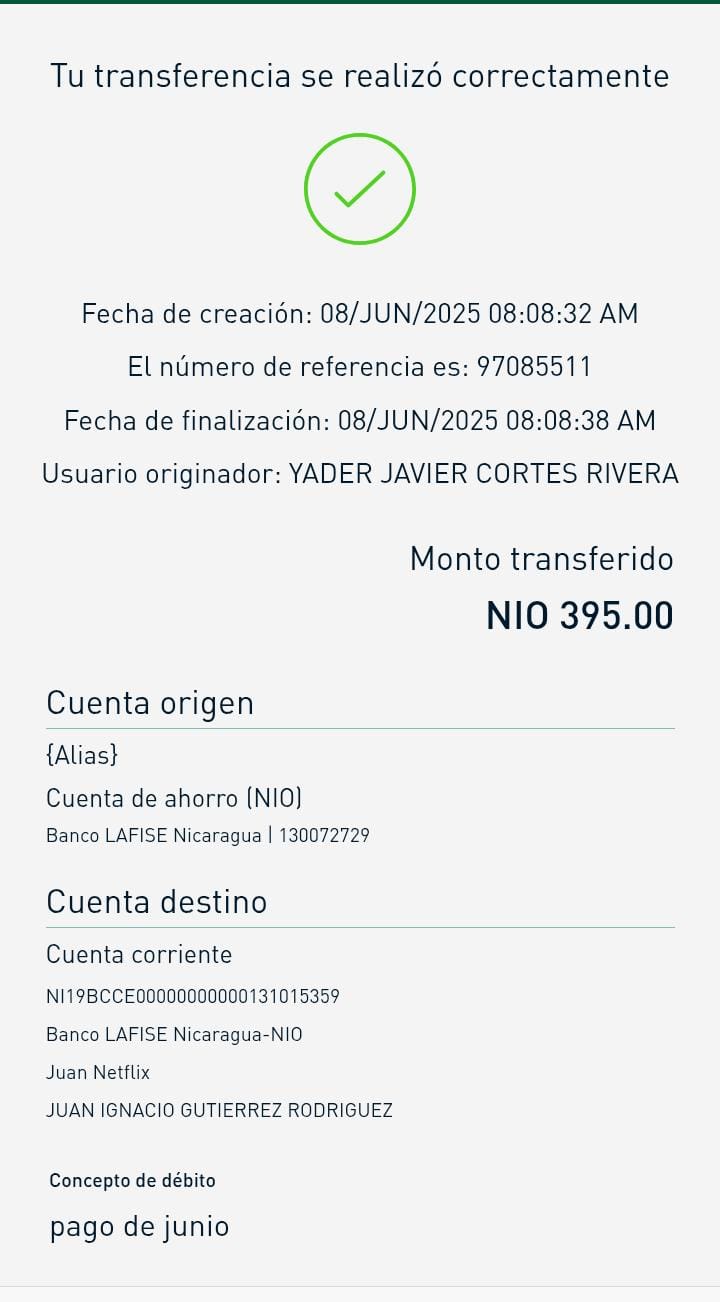 Tu transferencia se realizó correctamente
Fecha de creación: 08/JUN/2025 08:08:32 AM
El número de referencia es: 97085511
Fecha de finalización: 08/JUN/2025 08:08:38 AM
Usuario originador: YADER JAVIER CORTES RIVERA
Monto transferido
NIO 395.00
Cuenta origen
{Alias}
Cuenta de ahorro (NIO)
Banco LAFISE Nicaragua | 130072729
Cuenta destino
Cuenta corriente
NI19BCCE00000000000131015359
Banco LAFISE Nicaragua-NIO
Juan Netflix
JUAN IGNACIO GUTIERREZ RODRIGUEZ
Concepto de débito
pago de junio